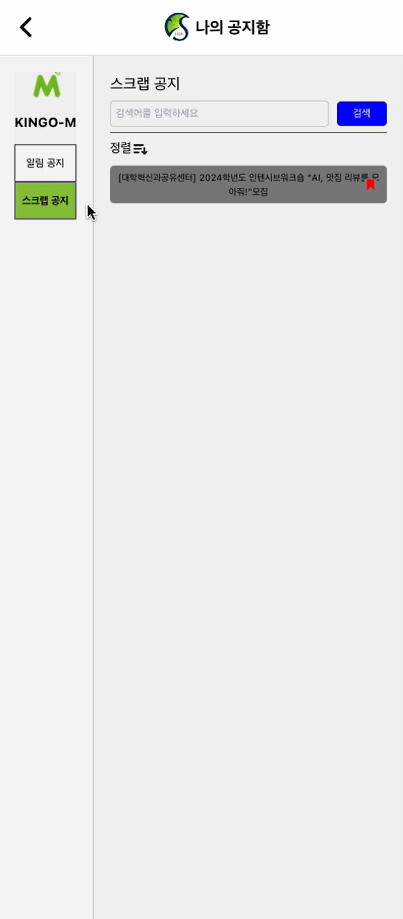 나의 공지함
KINGO-M
알림 공지
스크랩 공지
스크랩 공지
검색어를 입력하세요
검색
정렬
[대학혁신과공유센터] 2024학년도 인텐시브워크숍 "AI, 맛집 리뷰를 모
아줘!"모집